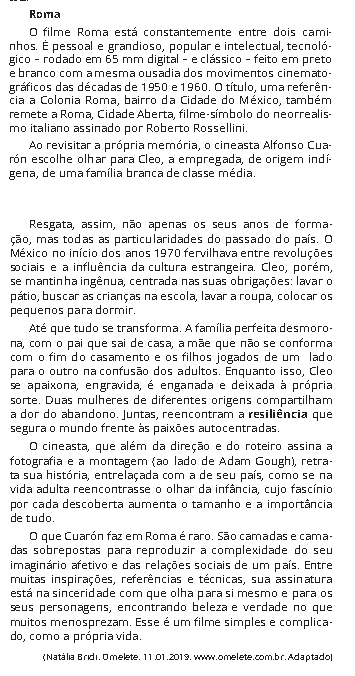 Roma
O filme Roma está constantemente entre dois cami-
nhos. É pessoal e grandioso, popular e intelectual, tecnoló-
gico – rodado em 65 mm digital – e clássico – feito em preto
e branco com a mesma ousadia dos movimentos cinemato-
gráficos das décadas de 1950 e 1960. O título, uma referên-
cia a Colonia Roma, bairro da Cidade do México, também
remete a Roma, Cidade Aberta, filme-símbolo do neorrealis-
mo italiano assinado por Roberto Rossellini.
Ao revisitar a própria memória, o cineasta Alfonso Cua-
rón escolhe olhar para Cleo, a empregada, de origem indí-
gena, de uma família branca de classe média.
Resgata, assim, não apenas os seus anos de forma-
ção, mas todas as particularidades do passado do país. O
México no início dos anos 1970 fervilhava entre revoluções
sociais e a influência da cultura estrangeira. Cleo, porém,
se mantinha ingênua, centrada nas suas obrigações: lavar o
pátio, buscar as crianças na escola, lavar a roupa, colocar os
pequenos para dormir.
Até que tudo se transforma. A família perfeita desmoro-
na, com o pai que sai de casa, a mãe que não se conforma
com o fim do casamento e os filhos jogados de um lado
para o outro na confusão dos adultos. Enquanto isso, Cleo
se apaixona, engravida, é enganada e deixada à própria
sorte. Duas mulheres de diferentes origens compartilham
a dor do abandono. Juntas, reencontram a resiliência que
segura o mundo frente às paixões autocentradas.
O cineasta, que além da direção e do roteiro assina a
fotografia e a montagem (ao lado de Adam Gough), retra-
ta sua história, entrelaçada com a de seu país, como se na
vida adulta reencontrasse o olhar da infância, cujo fascínio
por cada descoberta aumenta o tamanho e a importância
de tudo.
O que Cuarón faz em Roma é raro. São camadas e cama-
das sobrepostas para reproduzir a complexidade do seu
imaginário afetivo e das relações sociais de um país. Entre
muitas inspirações, referências e técnicas, sua assinatura
está na sinceridade com que olha para si mesmo e para os
seus personagens, encontrando beleza e verdade no que
muitos menosprezam. Esse é um filme simples e complica-
do, como a própria vida.
(Natália Bridi. Omelete. 11.01.2019. www.omelete.com.br. Adaptado)